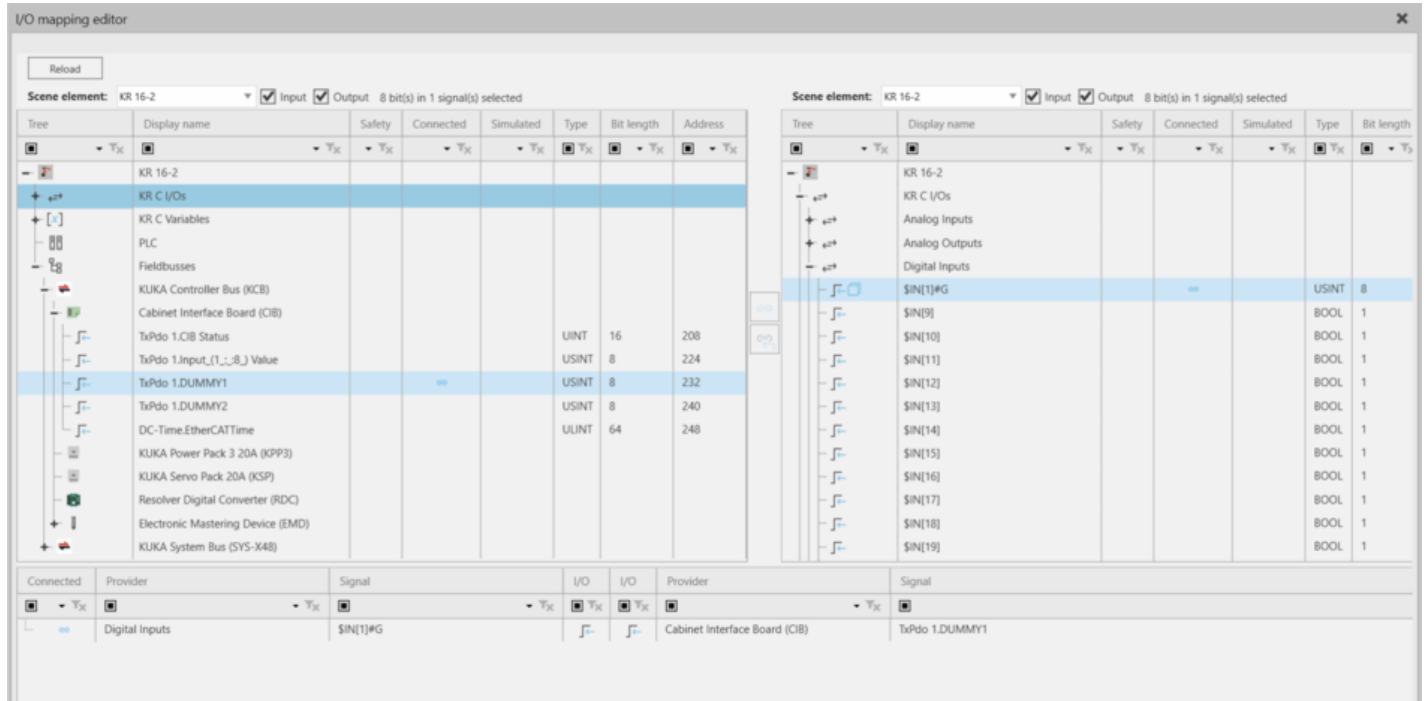 I/O mapping editor
Reload
Scene element: KR 16-2 Input Output 8 bit(s) in 1 signal(s) selected
Tree Display name Safety Connected Simulated Type Bit length Address
KR 16-2
KR C I/Os
KR C Variables
PLC
Fieldbusses
KUKA Controller Bus (KCB)
Cabinet Interface Board (CIB)
TxPdo 1.CIB Status UINT 16 208
TxPdo 1.Input_(1_:_:8_) Value USINT 8 224
TxPdo 1.DUMMY1 USINT 8 232
TxPdo 1.DUMMY2 USINT 8 240
DC-Time.EtherCATTime ULINT 64 248
KUKA Power Pack 3 20A (KPP3)
KUKA Servo Pack 20A (KSP)
Resolver Digital Converter (RDC)
Electronic Mastering Device (EMD)
KUKA System Bus (SYS-X48)
Scene element: KR 16-2 Input Output 8 bit(s) in 1 signal(s) selected
Tree Display name Safety Connected Simulated Type Bit length
KR 16-2
KR C I/Os
Analog Inputs
Analog Outputs
Digital Inputs
$IN[1]#G USINT 8
$IN[9] BOOL 1
$IN[10] BOOL 1
$IN[11] BOOL 1
$IN[12] BOOL 1
$IN[13] BOOL 1
$IN[14] BOOL 1
$IN[15] BOOL 1
$IN[16] BOOL 1
$IN[17] BOOL 1
$IN[18] BOOL 1
$IN[19] BOOL 1
Connected Provider Signal I/O I/O Provider Signal
Digital Inputs $IN[1]#G Cabinet Interface Board (CIB) TxPdo 1.DUMMY1